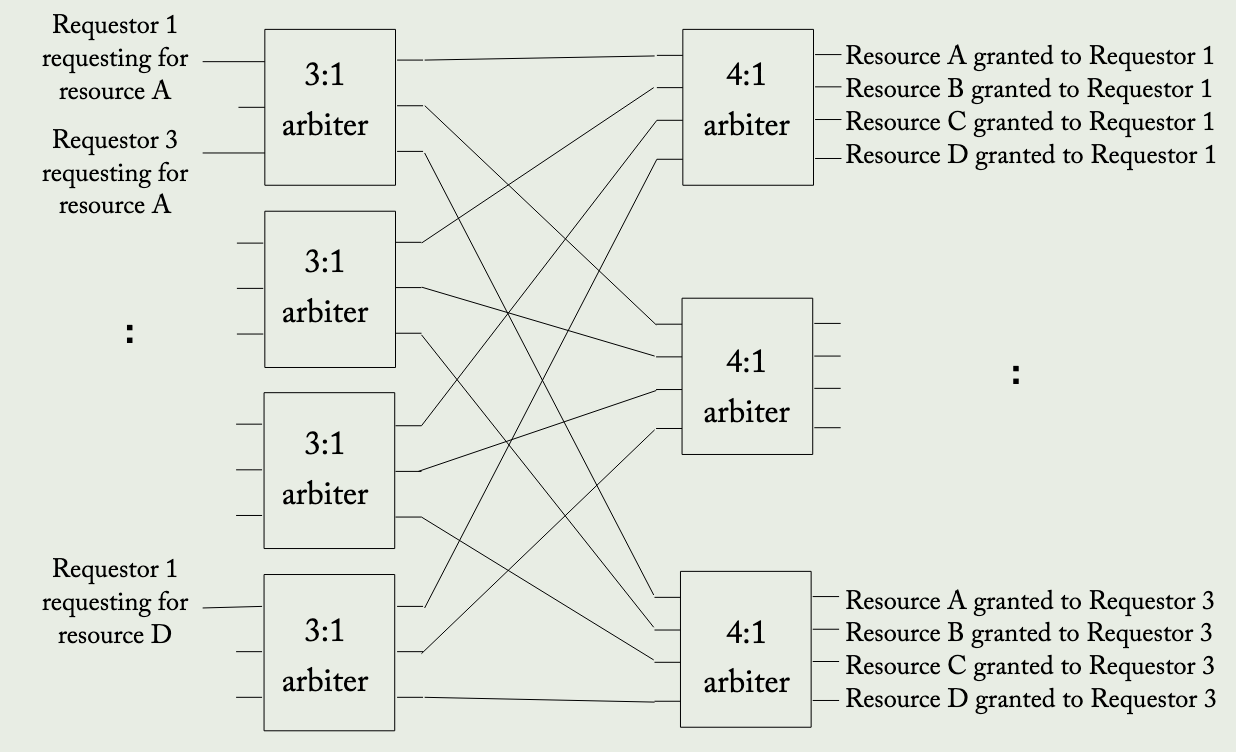 Requestor 1
requesting for
resource A
Requestor 3
requesting for
resource A
:
Requestor 1
requesting for
resource D
3:1
arbiter
3:1
arbiter
3:1
arbiter
3:1
arbiter
4:1
arbiter
4:1
arbiter
4:1
arbiter
Resource A granted to Requestor 1
Resource B granted to Requestor 1
Resource C granted to Requestor 1
Resource D granted to Requestor 1
:
Resource A granted to Requestor 3
Resource B granted to Requestor 3
Resource C granted to Requestor 3
Resource D granted to Requestor 3